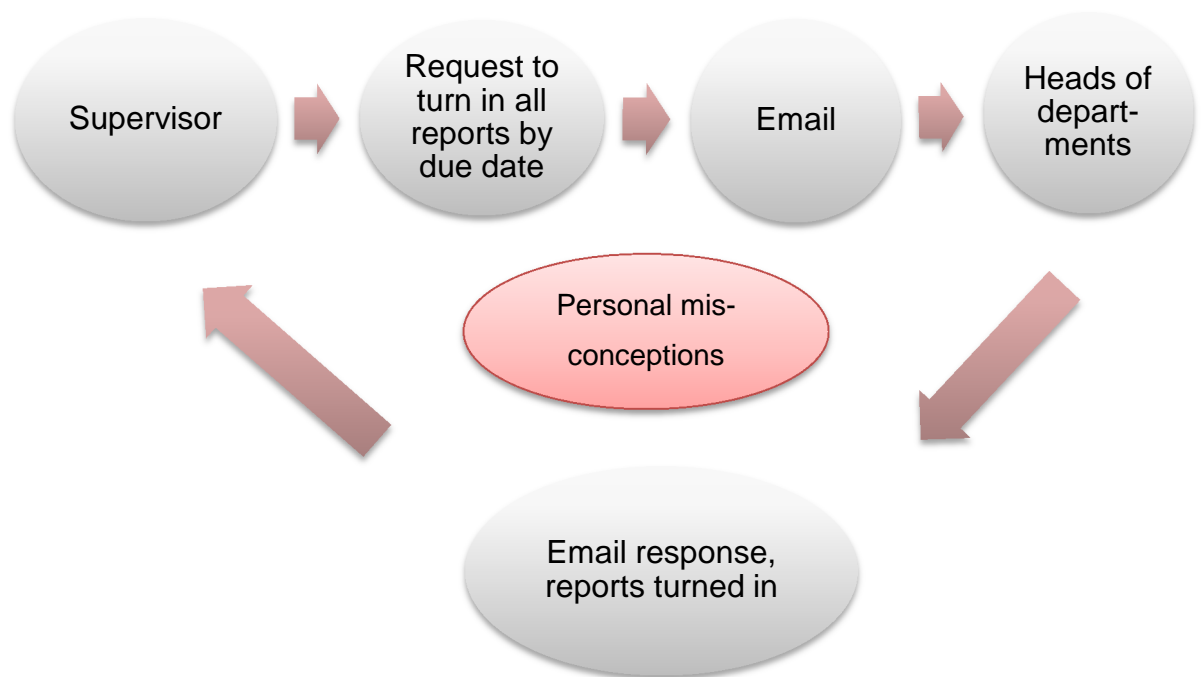 Supervisor
Request to
turn in all
reports by
due date
Email
Heads of
depart-
ments
Personal mis-
conceptions
Email response,
reports turned in